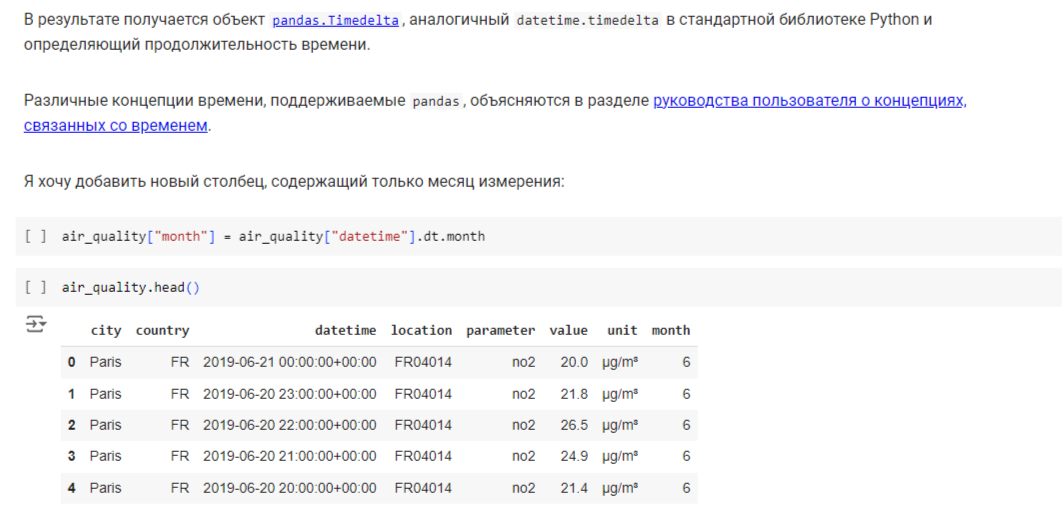 В результате получается объект pandas.Timedelta, аналогичный datetime.timedelta в стандартной библиотеке Python и
определяющий продолжительность времени.
Различные концепции времени, поддерживаемые pandas, объясняются в разделе руководства пользователя о концепциях,
связанных со временем.
Я хочу добавить новый столбец, содержащий только месяц измерения:
[ ] air_quality["month"] = air_quality["datetime"].dt.month
[ ] air_quality.head()
city country datetime location parameter value unit month
0 Paris FR 2019-06-21 00:00:00+00:00 FR04014 no2 20.0 µg/m³ 6
1 Paris FR 2019-06-20 23:00:00+00:00 FR04014 no2 21.8 µg/m³ 6
2 Paris FR 2019-06-20 22:00:00+00:00 FR04014 no2 26.5 µg/m³ 6
3 Paris FR 2019-06-20 21:00:00+00:00 FR04014 no2 24.9 µg/m³ 6
4 Paris FR 2019-06-20 20:00:00+00:00 FR04014 no2 21.4 µg/m³ 6